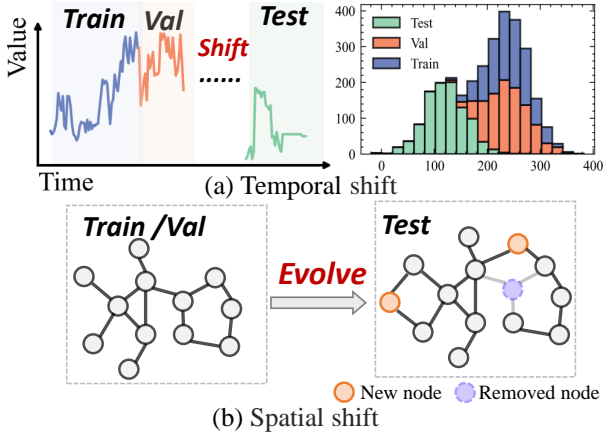 Train
Val
Test
Value
Shift
......
Time
400
300
200
100
0
0
100
200
300
400
Test
Val
Train
(a) Temporal shift
Train /Val
Test
Evolve
New node
Removed node
(b) Spatial shift